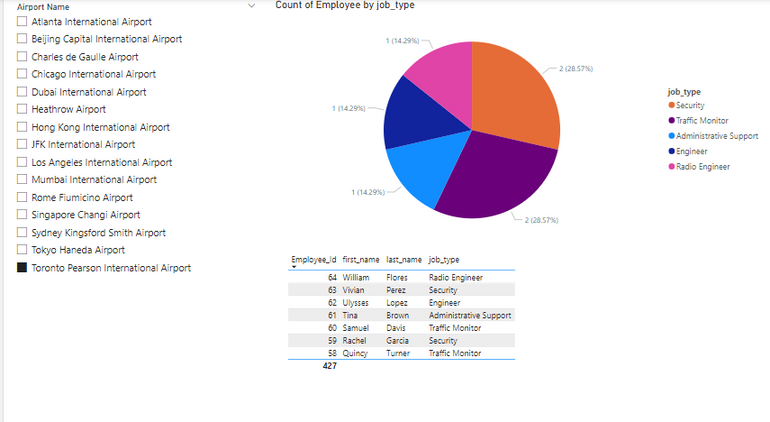 Airport Name
Atlanta International Airport
Beijing Capital International Airport
Charles de Gaulle Airport
Chicago International Airport
Dubai International Airport
Heathrow Airport
Hong Kong International Airport
JFK International Airport
Los Angeles International Airport
Mumbai International Airport
Rome Fiumicino Airport
Singapore Changi Airport
Sydney Kingsford Smith Airport
Tokyo Haneda Airport
Toronto Pearson International Airport
Count of Employee by job_type
1 (14.29%)
2 (28.57%)
1 (14.29%)
1 (14.29%)
2 (28.57%)
job_type
Security
Traffic Monitor
Administrative Support
Engineer
Radio Engineer
Employee_Id first_name last_name job_type
64 William Flores Radio Engineer
63 Vivian Perez Security
62 Ulysses Lopez Engineer
61 Tina Brown Administrative Support
60 Samuel Davis Traffic Monitor
59 Rachel Garcia Security
58 Quincy Turner Traffic Monitor
427